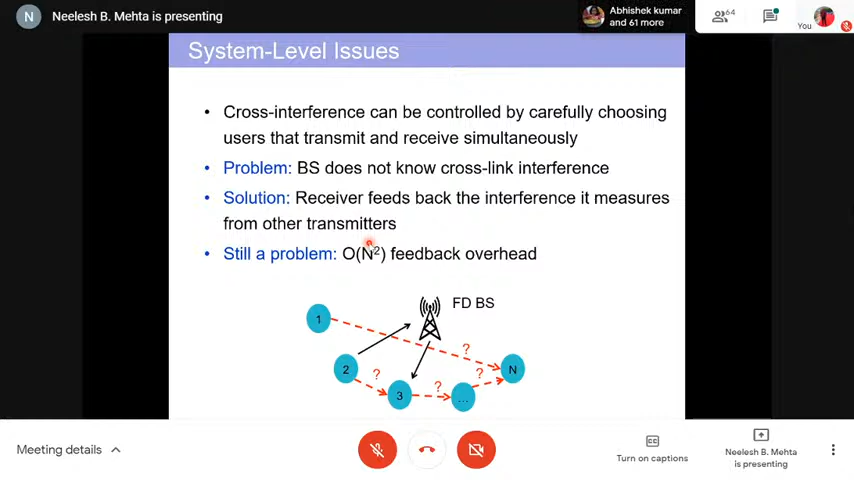 N Neelesh B. Mehta is presenting
Abhishek kumar
and 61 more
64
You
System-Level Issues
• Cross-interference can be controlled by carefully choosing
users that transmit and receive simultaneously
• Problem: BS does not know cross-link interference
• Solution: Receiver feeds back the interference it measures
from other transmitters
• Still a problem: O(N²) feedback overhead
FD BS
1
?
?
2
?
?
N
3
...
Meeting details
CC
Turn on captions
Neelesh B. Mehta
is presenting